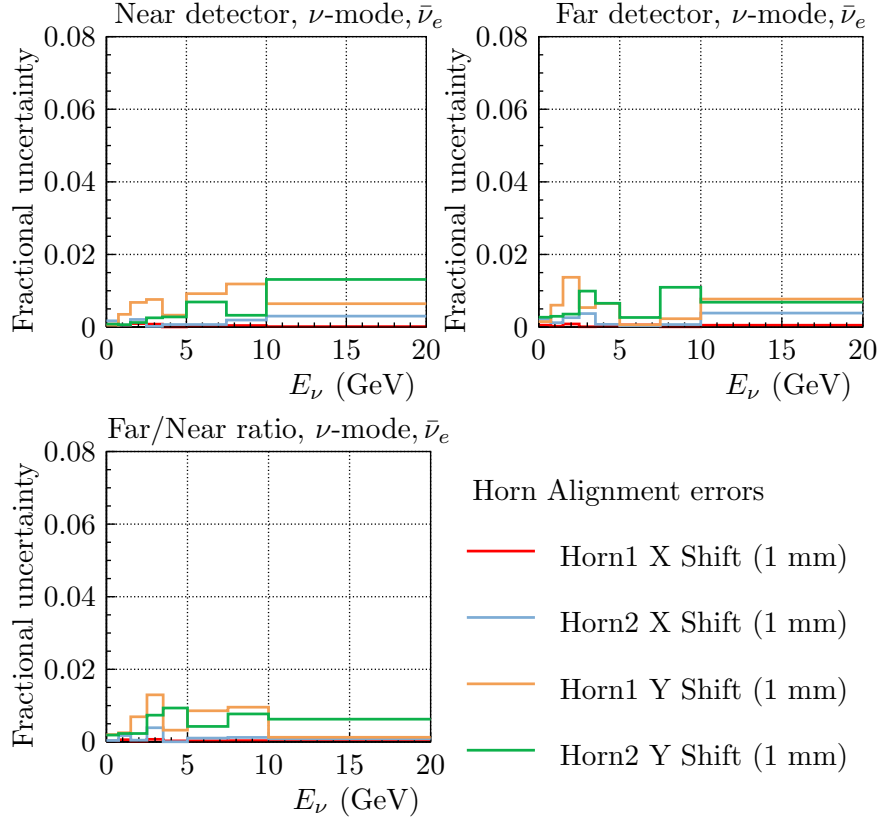 Near detector, ν-mode, ν̄ₑ
Fractional uncertainty
0.08
0.06
0.04
0.02
0
0 5 10 15 20
E_ν (GeV)
Far detector, ν-mode, ν̄ₑ
Fractional uncertainty
0.08
0.06
0.04
0.02
0
0 5 10 15 20
E_ν (GeV)
Far/Near ratio, ν-mode, ν̄ₑ
Fractional uncertainty
0.08
0.06
0.04
0.02
0
0 5 10 15 20
E_ν (GeV)
Horn Alignment errors
Horn1 X Shift (1 mm)
Horn2 X Shift (1 mm)
Horn1 Y Shift (1 mm)
Horn2 Y Shift (1 mm)